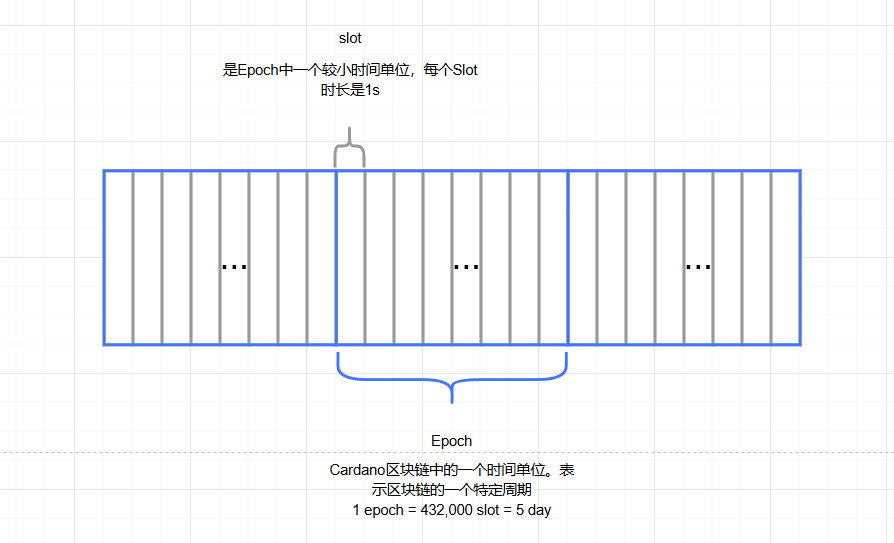 slot
是Epoch中一个较小时间单位，每个Slot
时长是1s
...
...
...
Epoch
Cardano区块链中的一个时间单位。表
示区块链的一个特定周期
1 epoch = 432,000 slot = 5 day